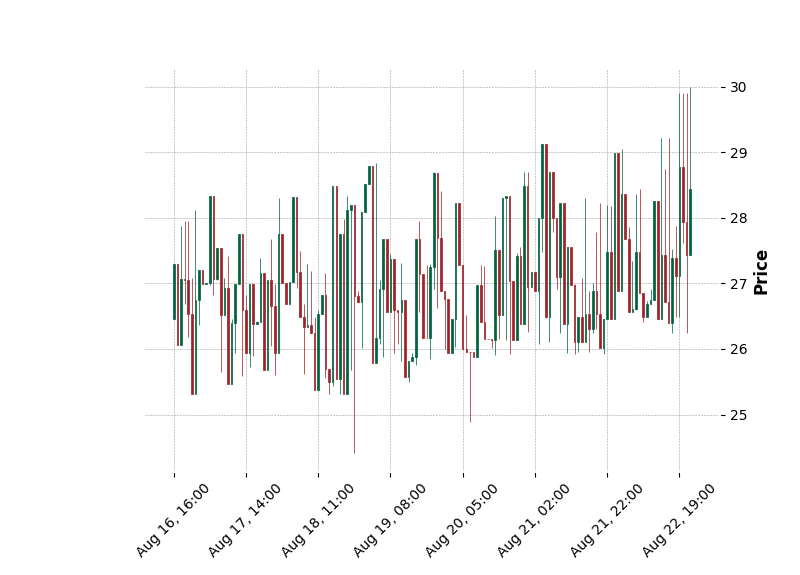 30
29
28
27
26
25
Price
Aug 16, 16:00
Aug 17, 14:00
Aug 18, 11:00
Aug 19, 08:00
Aug 20, 05:00
Aug 21, 02:00
Aug 21, 22:00
Aug 22, 19:00